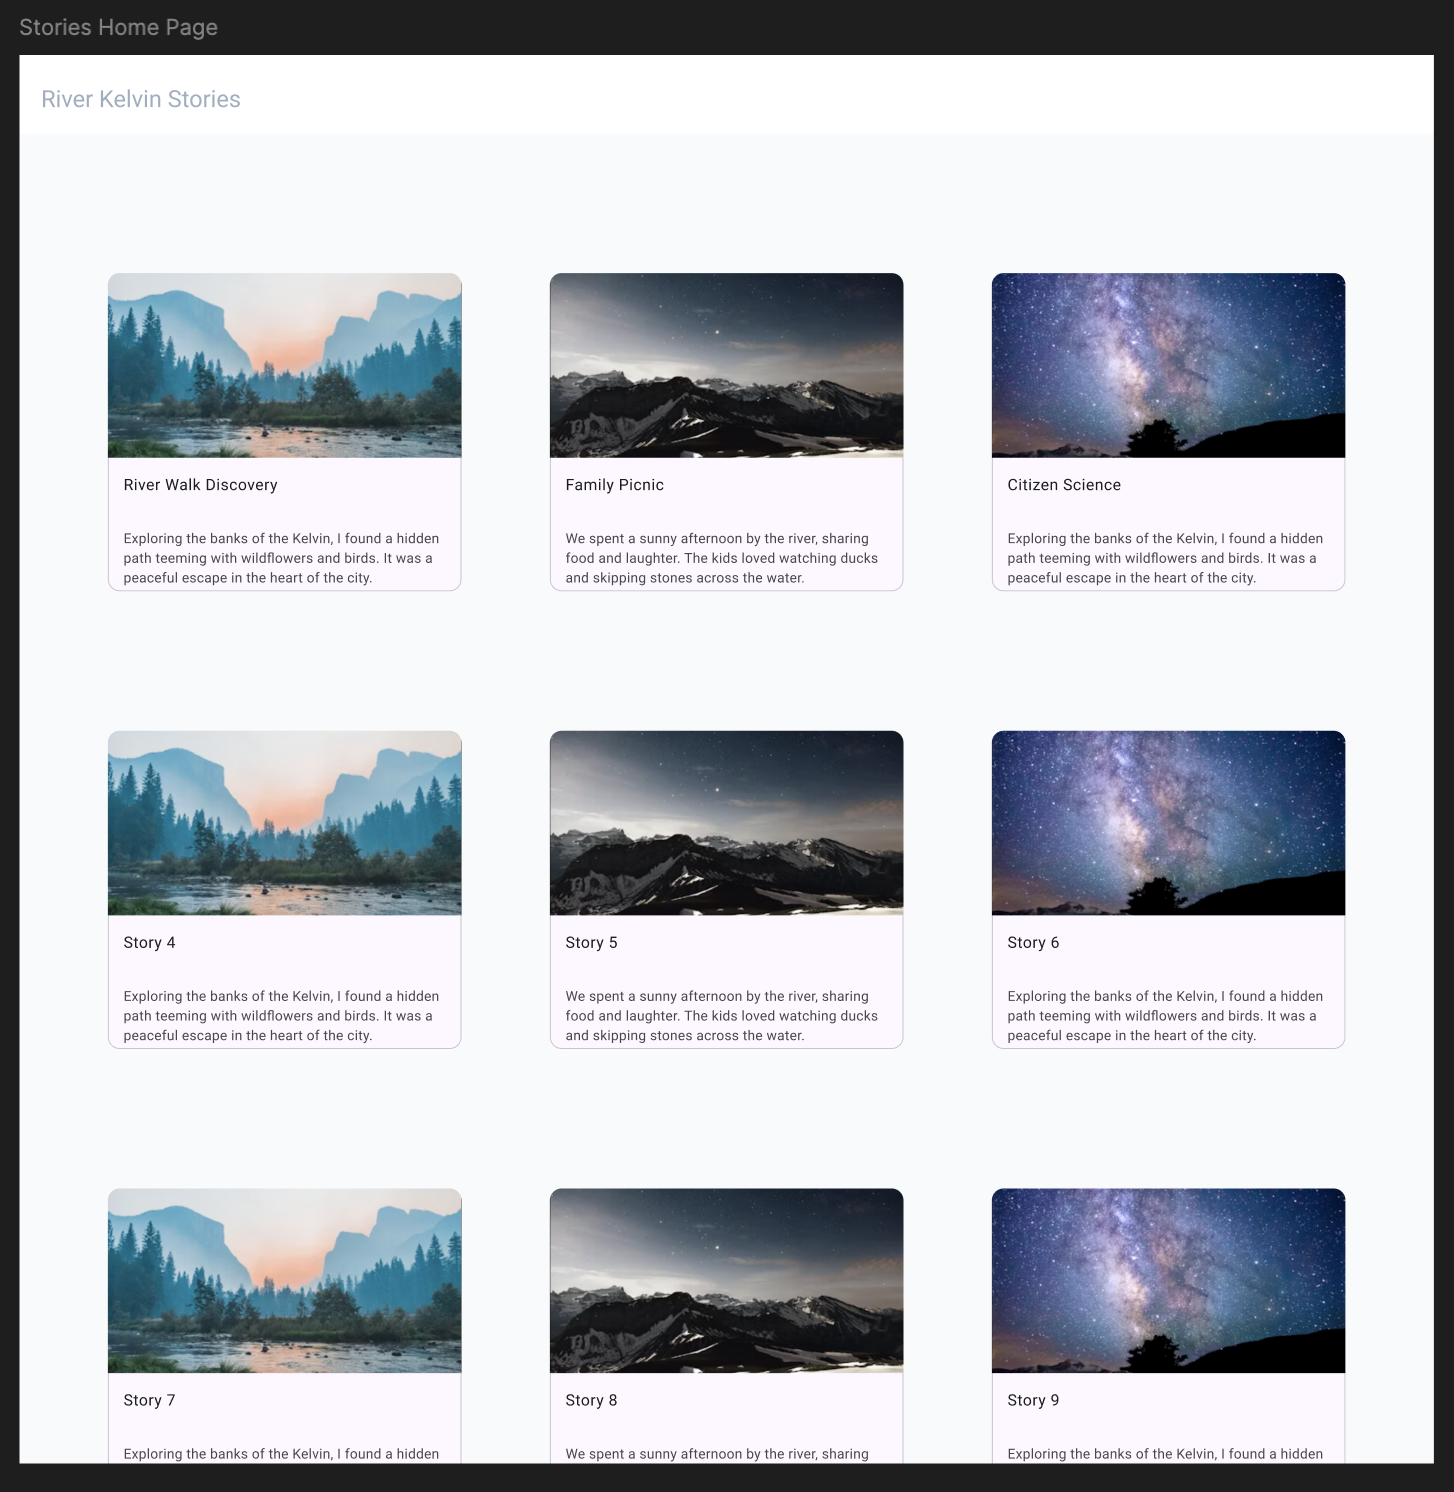 Stories Home Page
River Kelvin Stories
River Walk Discovery
Exploring the banks of the Kelvin, I found a hidden
path teeming with wildflowers and birds. It was a
peaceful escape in the heart of the city.
Family Picnic
We spent a sunny afternoon by the river, sharing
food and laughter. The kids loved watching ducks
and skipping stones across the water.
Citizen Science
Exploring the banks of the Kelvin, I found a hidden
path teeming with wildflowers and birds. It was a
peaceful escape in the heart of the city.
Story 4
Exploring the banks of the Kelvin, I found a hidden
path teeming with wildflowers and birds. It was a
peaceful escape in the heart of the city.
Story 5
We spent a sunny afternoon by the river, sharing
food and laughter. The kids loved watching ducks
and skipping stones across the water.
Story 6
Exploring the banks of the Kelvin, I found a hidden
path teeming with wildflowers and birds. It was a
peaceful escape in the heart of the city.
Story 7
Exploring the banks of the Kelvin, I found a hidden
Story 8
We spent a sunny afternoon by the river, sharing
Story 9
Exploring the banks of the Kelvin, I found a hidden